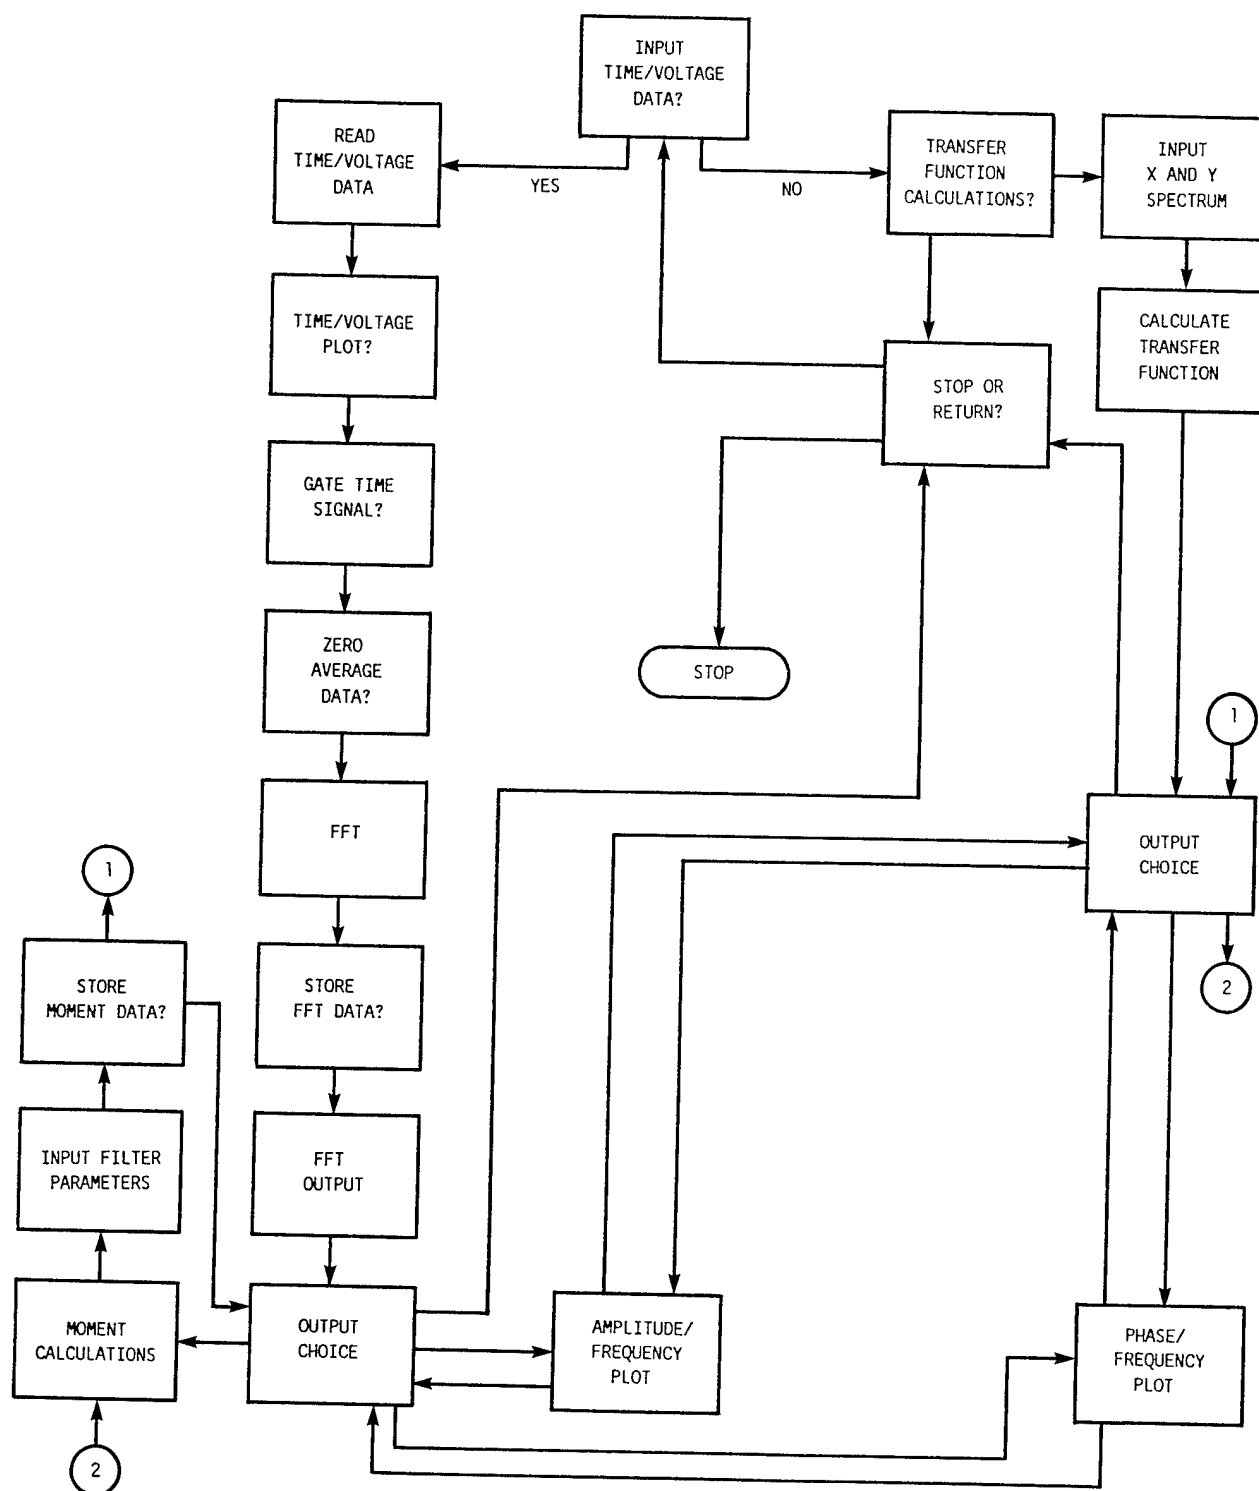 INPUT
TIME/VOLTAGE
DATA?
READ
TIME/VOLTAGE
DATA
YES
NO
TRANSFER
FUNCTION
CALCULATIONS?
INPUT
X AND Y
SPECTRUM
TIME/VOLTAGE
PLOT?
CALCULATE
TRANSFER
FUNCTION
STOP OR
RETURN?
GATE TIME
SIGNAL?
ZERO
AVERAGE
DATA?
STOP
1
FFT
OUTPUT
CHOICE
1
STORE
MOMENT DATA?
STORE
FFT DATA?
2
INPUT FILTER
PARAMETERS
FFT
OUTPUT
MOMENT
CALCULATIONS
OUTPUT
CHOICE
AMPLITUDE/
FREQUENCY
PLOT
PHASE/
FREQUENCY
PLOT
2